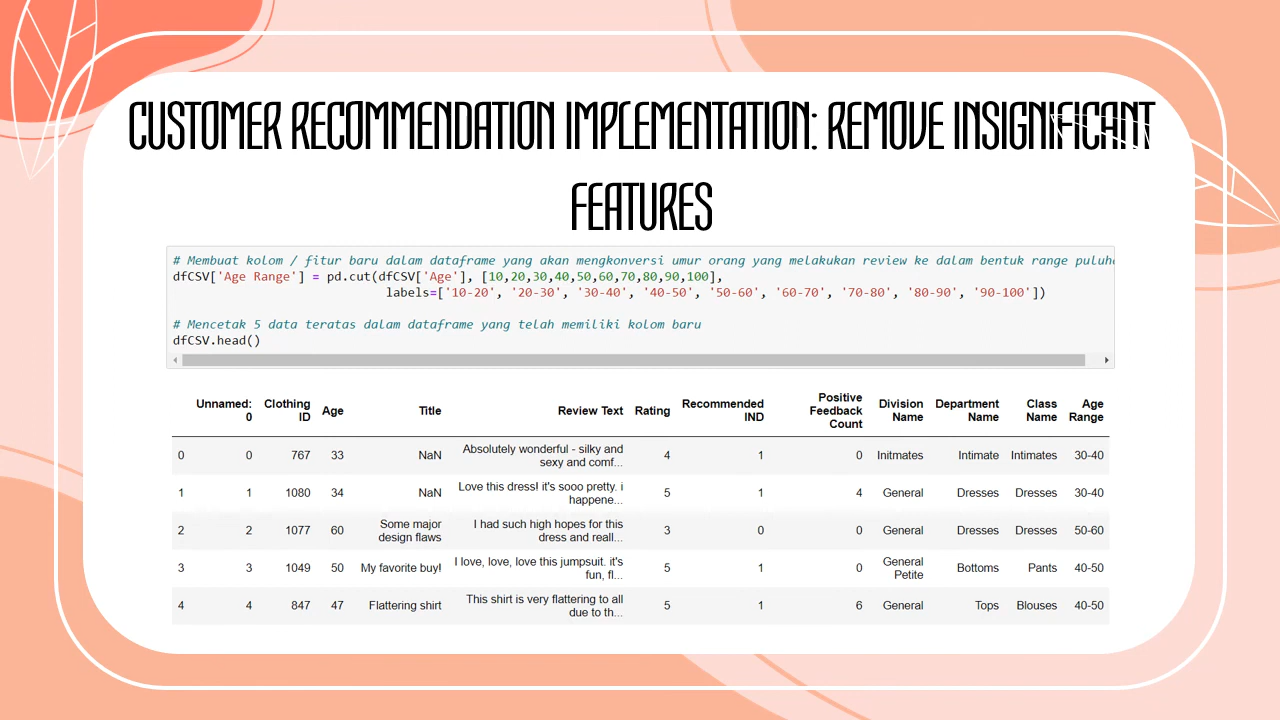 CUSTOMER RECOMMENDATION IMPLEMENTATION: REMOVE INSIGNIFICANT
FEATURES
# Membuat kolom / fitur baru dalam dataframe yang akan mengkonversi umur orang yang melakukan review ke dalam bentuk range
dfCSV['Age Range'] = pd.cut(dfCSV['Age'], [10,20,30,40,50,60,70,80,90,100],
labels=['10-20', '20-30', '30-40', '40-50', '50-60', '60-70', '70-80', '80-90', '90-100'])
# Mencetak 5 data teratas dalam dataframe yang telah memiliki kolom baru
dfCSV.head()
Unnamed: 0 Clothing ID Age Title Review Text Rating Recommended IND Positive Feedback Count Division Name Department Name Class Name Age Range
0 0 767 33 NaN Absolutely wonderful - silky and sexy and comf... 4 1 0 Initmates Intimate Intimates 30-40
1 1 1080 34 NaN Love this dress! it's sooo pretty. i happene... 5 1 4 General Dresses Dresses 30-40
2 2 1077 60 Some major design flaws I had such high hopes for this dress and reall... 3 0 0 General Dresses Dresses 50-60
3 3 1049 50 My favorite buy! I love, love, love this jumpsuit. it's fun, fl... 5 1 0 General Petite Bottoms Pants 40-50
4 4 847 47 Flattering shirt This shirt is very flattering to all due to th... 5 1 6 General Tops Blouses 40-50